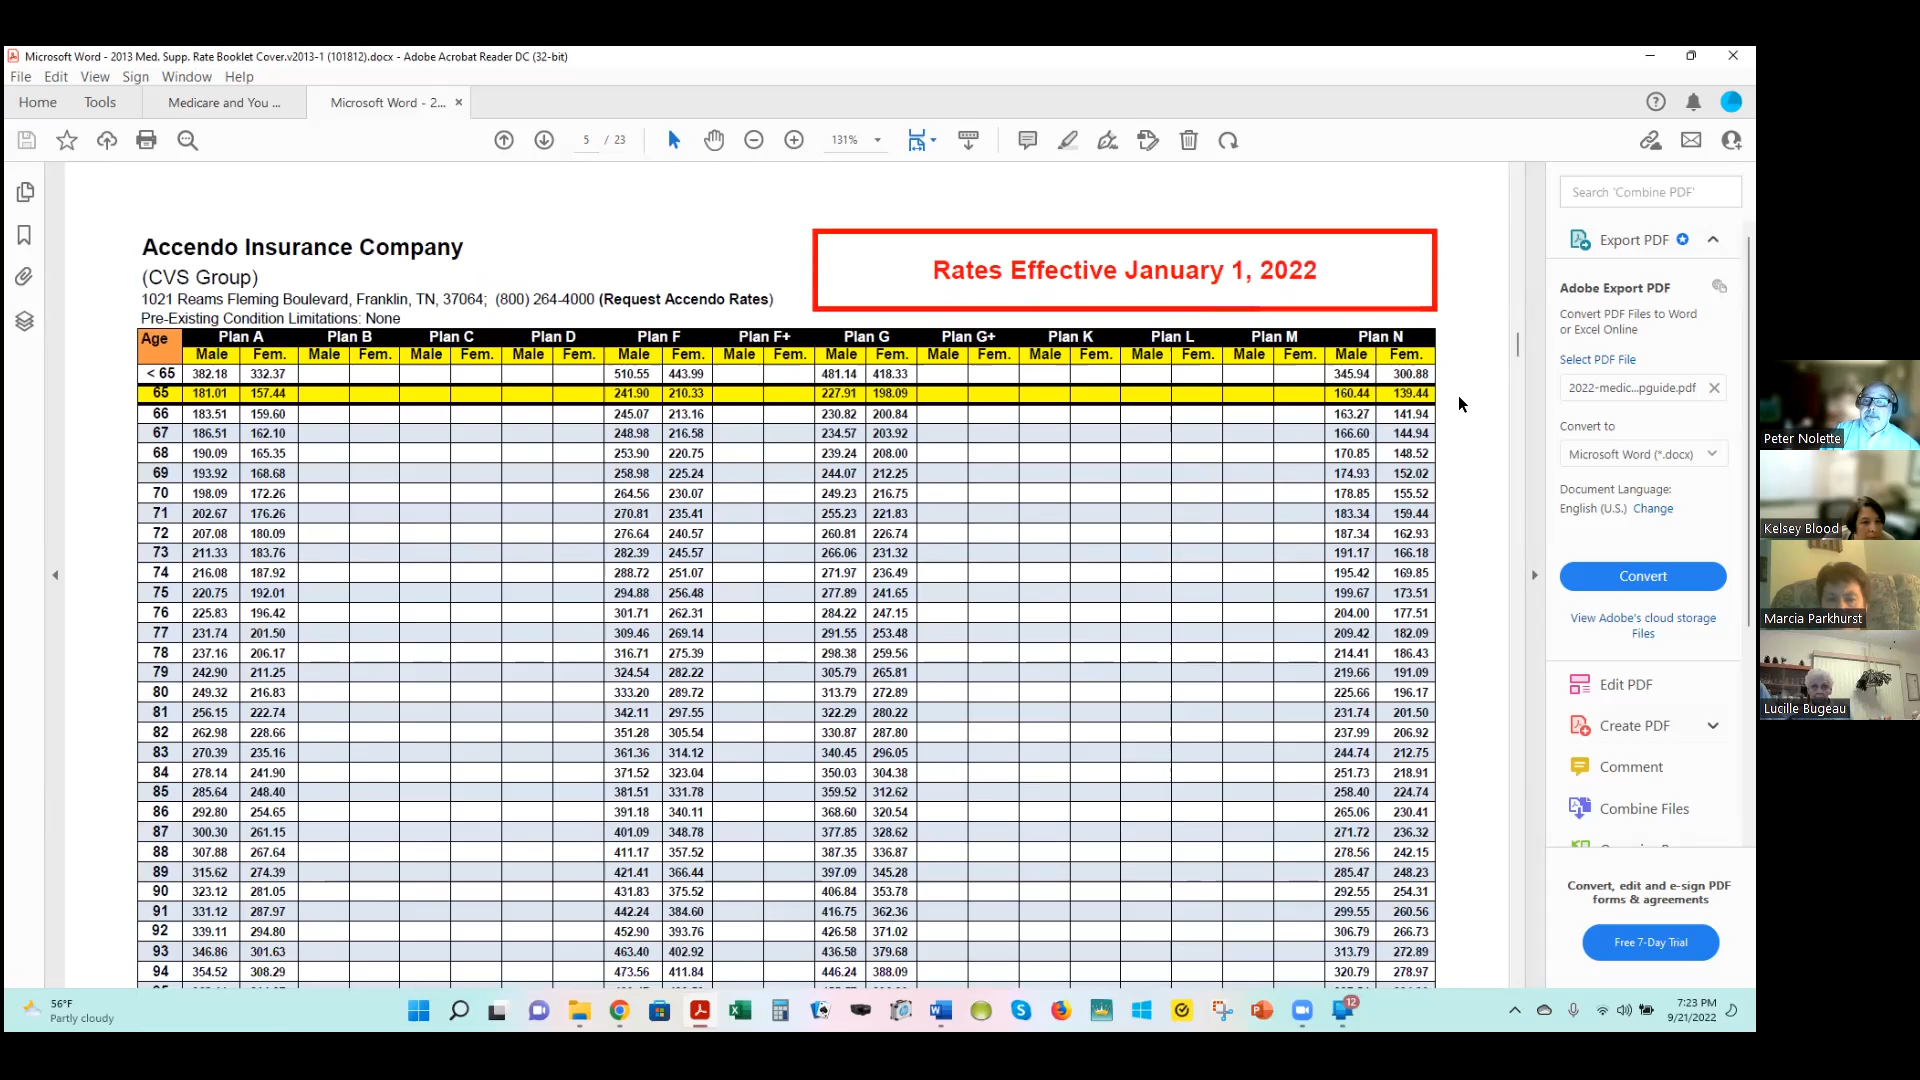 Microsoft Word - 2013 Med. Supp. Rate Booklet Cover.v2013-1 (101812).docx - Adobe Acrobat Reader DC (32-bit)
File Edit View Sign Window Help
Home Tools Medicare and You ... Microsoft Word - 2... ×
5 / 23 131%
Accendo Insurance Company
(CVS Group)
1021 Reams Fleming Boulevard, Franklin, TN, 37064; (800) 264-4000 (Request Accendo Rates)
Pre-Existing Condition Limitations: None
Rates Effective January 1, 2022
Age Plan A Plan B Plan C Plan D Plan F Plan F+ Plan G Plan G+ Plan K Plan L Plan M Plan N
Male Fem. Male Fem. Male Fem. Male Fem. Male Fem. Male Fem. Male Fem. Male Fem. Male Fem. Male Fem. Male Fem. Male Fem.
< 65 382.18 332.37 510.55 443.99 481.14 418.33 345.94 300.88
65 181.01 157.44 241.90 210.33 227.91 198.09 160.44 139.44
66 183.51 159.60 245.07 213.16 230.82 200.84 163.27 141.94
67 186.51 162.10 248.98 216.58 234.57 203.92 166.60 144.94
68 190.09 165.35 253.90 220.75 239.24 208.00 170.85 148.52
69 193.92 168.68 258.98 225.24 244.07 212.25 174.93 152.02
70 198.09 172.26 264.56 230.07 249.23 216.75 178.85 155.52
71 202.67 176.26 270.81 235.41 255.23 221.83 183.34 159.44
72 207.08 180.09 276.64 240.57 260.81 226.74 187.34 162.93
73 211.33 183.76 282.39 245.57 266.06 231.32 191.17 166.18
74 216.08 187.92 288.72 251.07 271.97 236.49 195.42 169.85
75 220.75 192.01 294.88 256.48 277.89 241.65 199.67 173.51
76 225.83 196.42 301.71 262.31 284.22 247.15 204.00 177.51
77 231.74 201.50 309.46 269.14 291.55 253.48 209.42 182.09
78 237.16 206.17 316.71 275.39 298.38 259.56 214.41 186.43
79 242.90 211.25 324.54 282.22 305.79 265.81 219.66 191.09
80 249.32 216.83 333.20 289.72 313.79 272.89 225.66 196.17
81 256.15 222.74 342.11 297.55 322.29 280.22 231.74 201.50
82 262.98 228.66 351.28 305.54 330.87 287.80 237.99 206.92
83 270.39 235.16 361.36 314.12 340.45 296.05 244.74 212.75
84 278.14 241.90 371.52 323.04 350.03 304.38 251.73 218.91
85 285.64 248.40 381.51 331.78 359.52 312.62 258.40 224.74
86 292.80 254.65 391.18 340.11 368.60 320.54 265.06 230.41
87 300.30 261.15 401.09 348.78 377.85 328.62 271.72 236.32
88 307.88 267.64 411.17 357.52 387.35 336.87 278.56 242.15
89 315.62 274.39 421.41 366.44 397.09 345.28 285.47 248.23
90 323.12 281.05 431.83 375.52 406.84 353.78 292.55 254.31
91 331.12 287.97 442.24 384.60 416.75 362.36 299.55 260.56
92 339.11 294.80 452.90 393.76 426.58 371.02 306.79 266.73
93 346.86 301.63 463.40 402.92 436.58 379.68 313.79 272.89
94 354.52 308.29 473.56 411.84 446.24 388.09 320.79 278.97
Search 'Combine PDF'
Export PDF
Adobe Export PDF
Convert PDF Files to Word
or Excel Online
Select PDF File
2022-medic...pguide.pdf
Convert to
Microsoft Word (*.docx)
Document Language:
English (U.S.) Change
Convert
View Adobe's cloud storage
Files
Edit PDF
Create PDF
Comment
Combine Files
Convert, edit and e-sign PDF
forms & agreements
Free 7-Day Trial
Peter Nolette
Kelsey Blood
Marcia Parkhurst
Lucille Bugeau
56°F
Partly cloudy
12
7:23 PM
9/21/2022